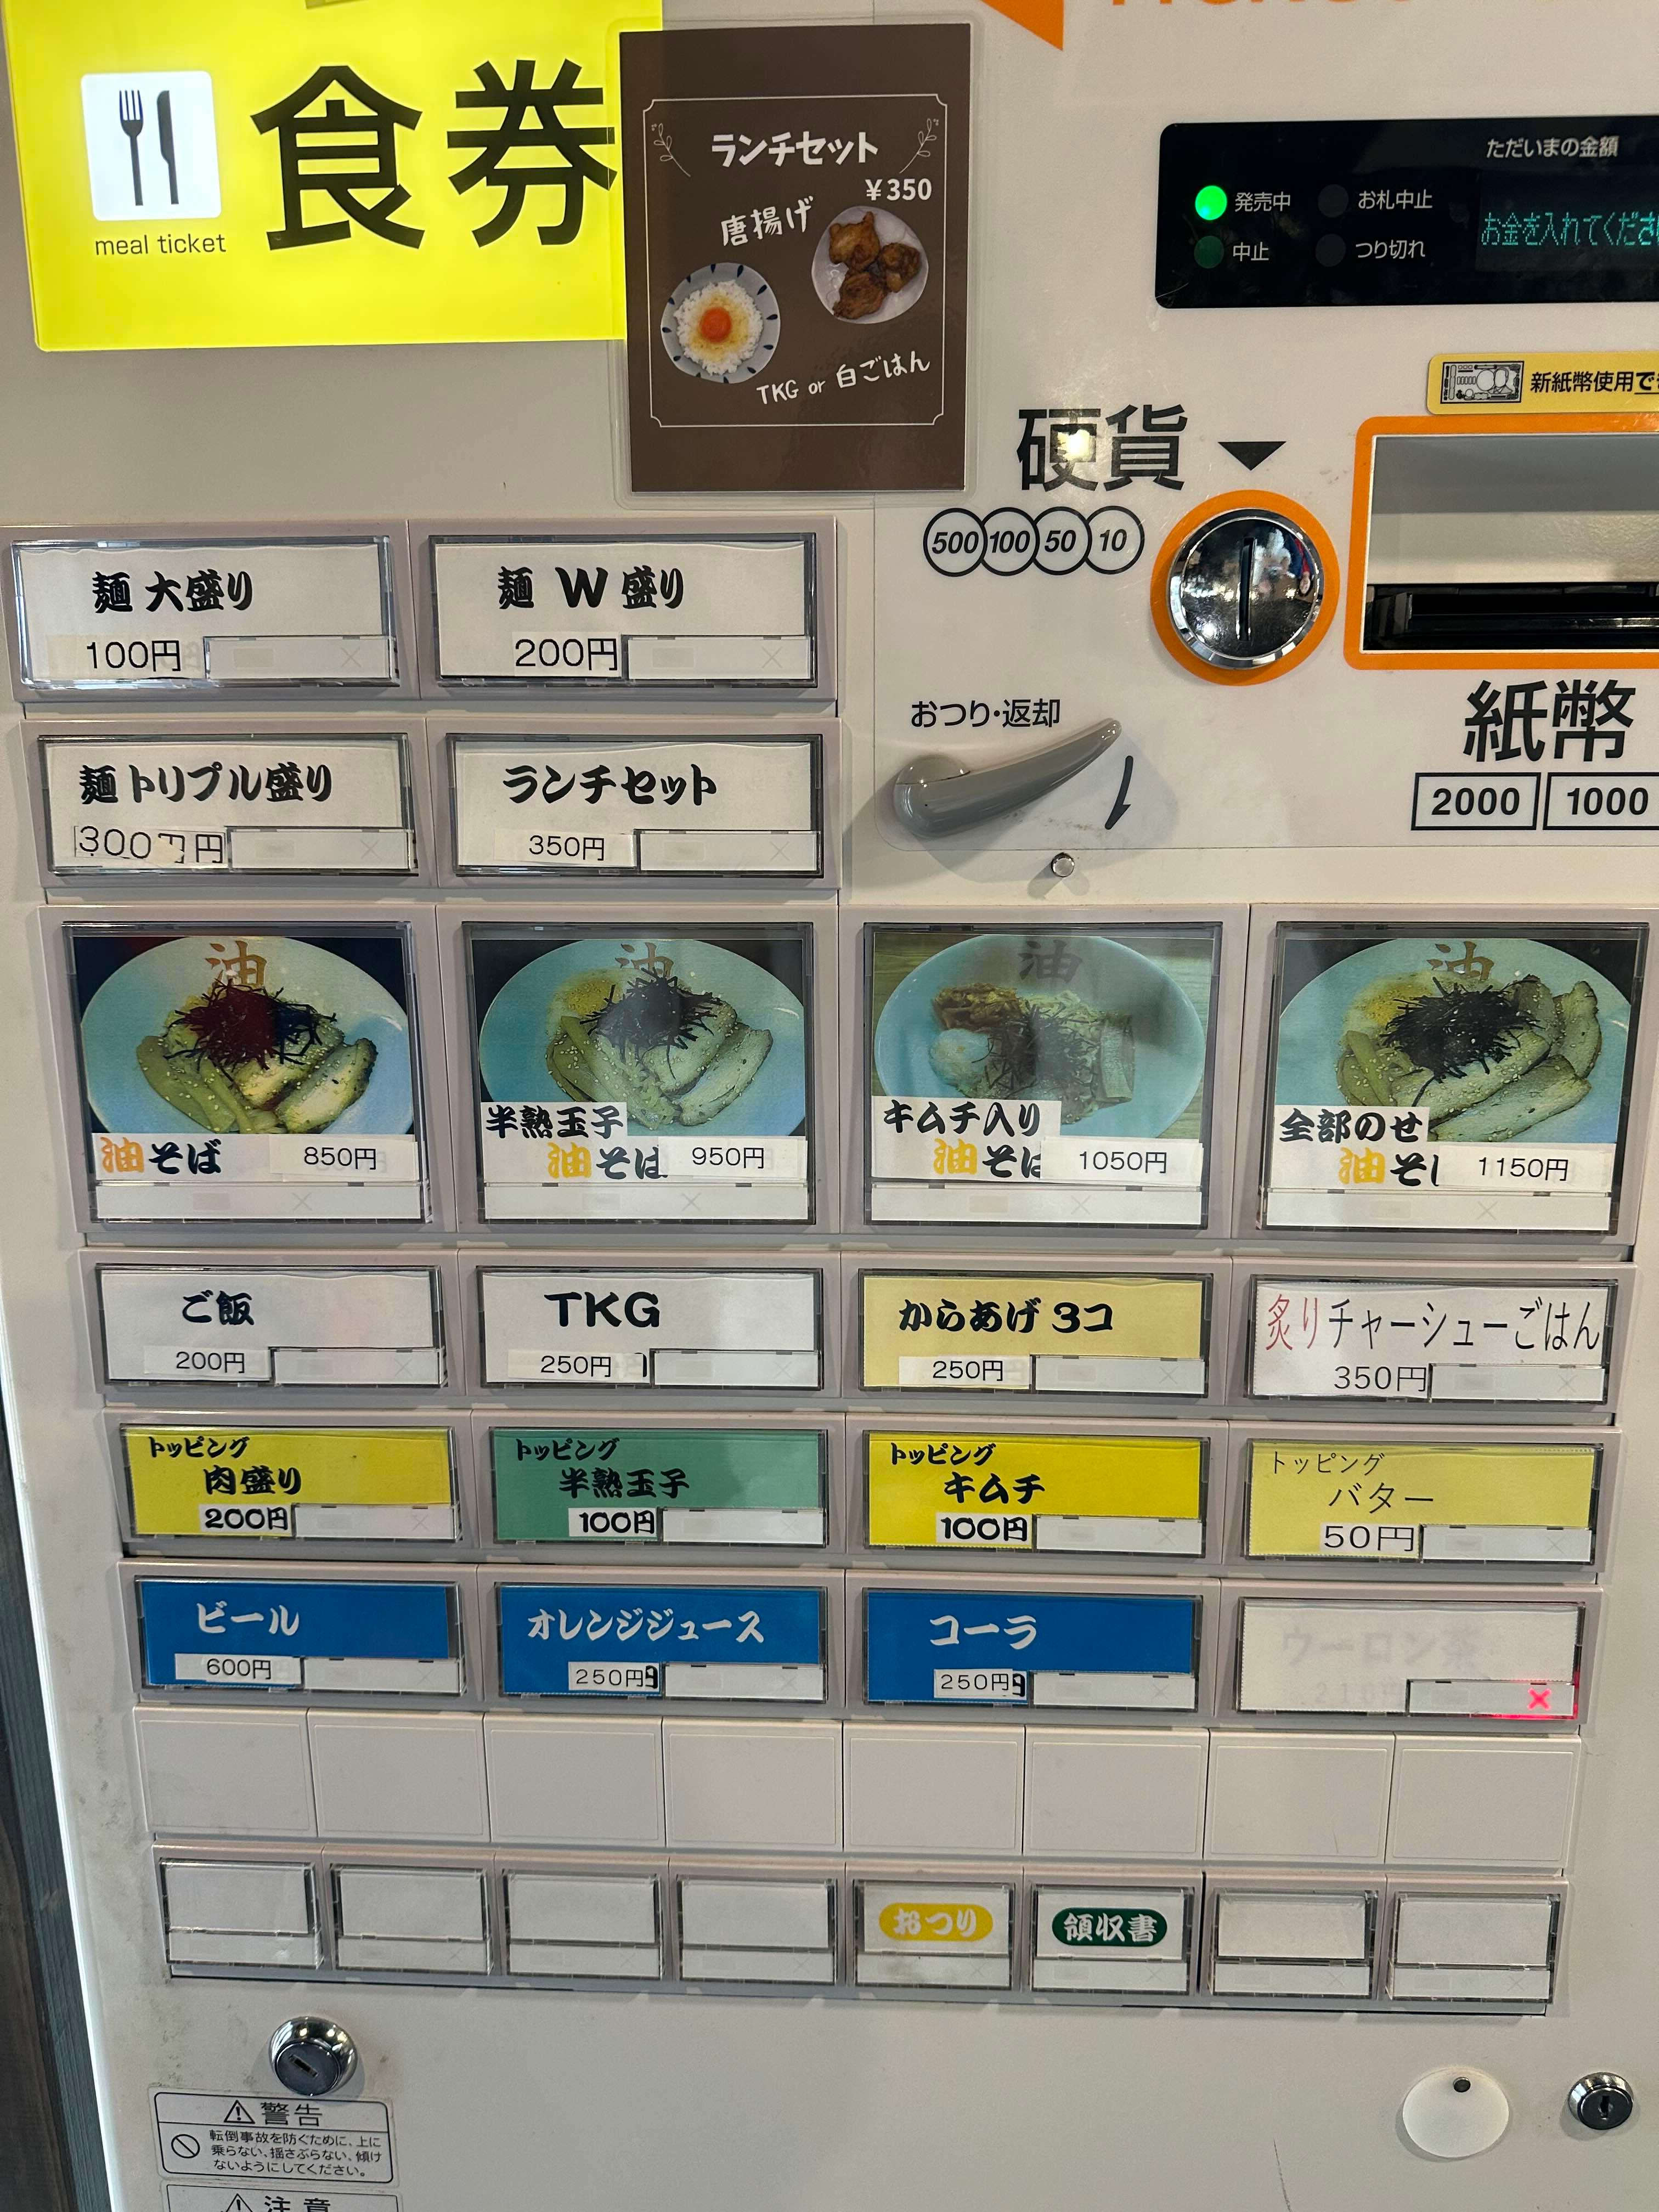 食券
meal ticket
ランチセット
¥350
唐揚げ
TKG or 白ごはん
ただいまの金額
発売中
お札中止
中止
つり切れ
お金を入れてくださ
新紙幣使用で
硬貨
500 100 50 10
紙幣
2000 1000
おつり・返却
麺 大盛り
100円
麺 W 盛り
200円
麺トリプル盛り
300円
ランチセット
350円
油
油そば 850円
油
半熟玉子
油そば 950円
油
キムチ入り
油そば 1050円
油
全部のせ
油そ 1150円
ご飯
200円
TKG
250円
からあげ 3コ
250円
炙りチャーシューごはん
350円
トッピング
肉盛り
200円
トッピング
半熟玉子
100円
トッピング
キムチ
100円
トッピング
バター
50円
ビール
600円
オレンジジュース
250円
コーラ
250円
ウーロン茶
おつり
領収書
警告
転倒事故を防ぐために、上に
乗らない、揺さぶらない、傾け
ないようにしてください。
注意